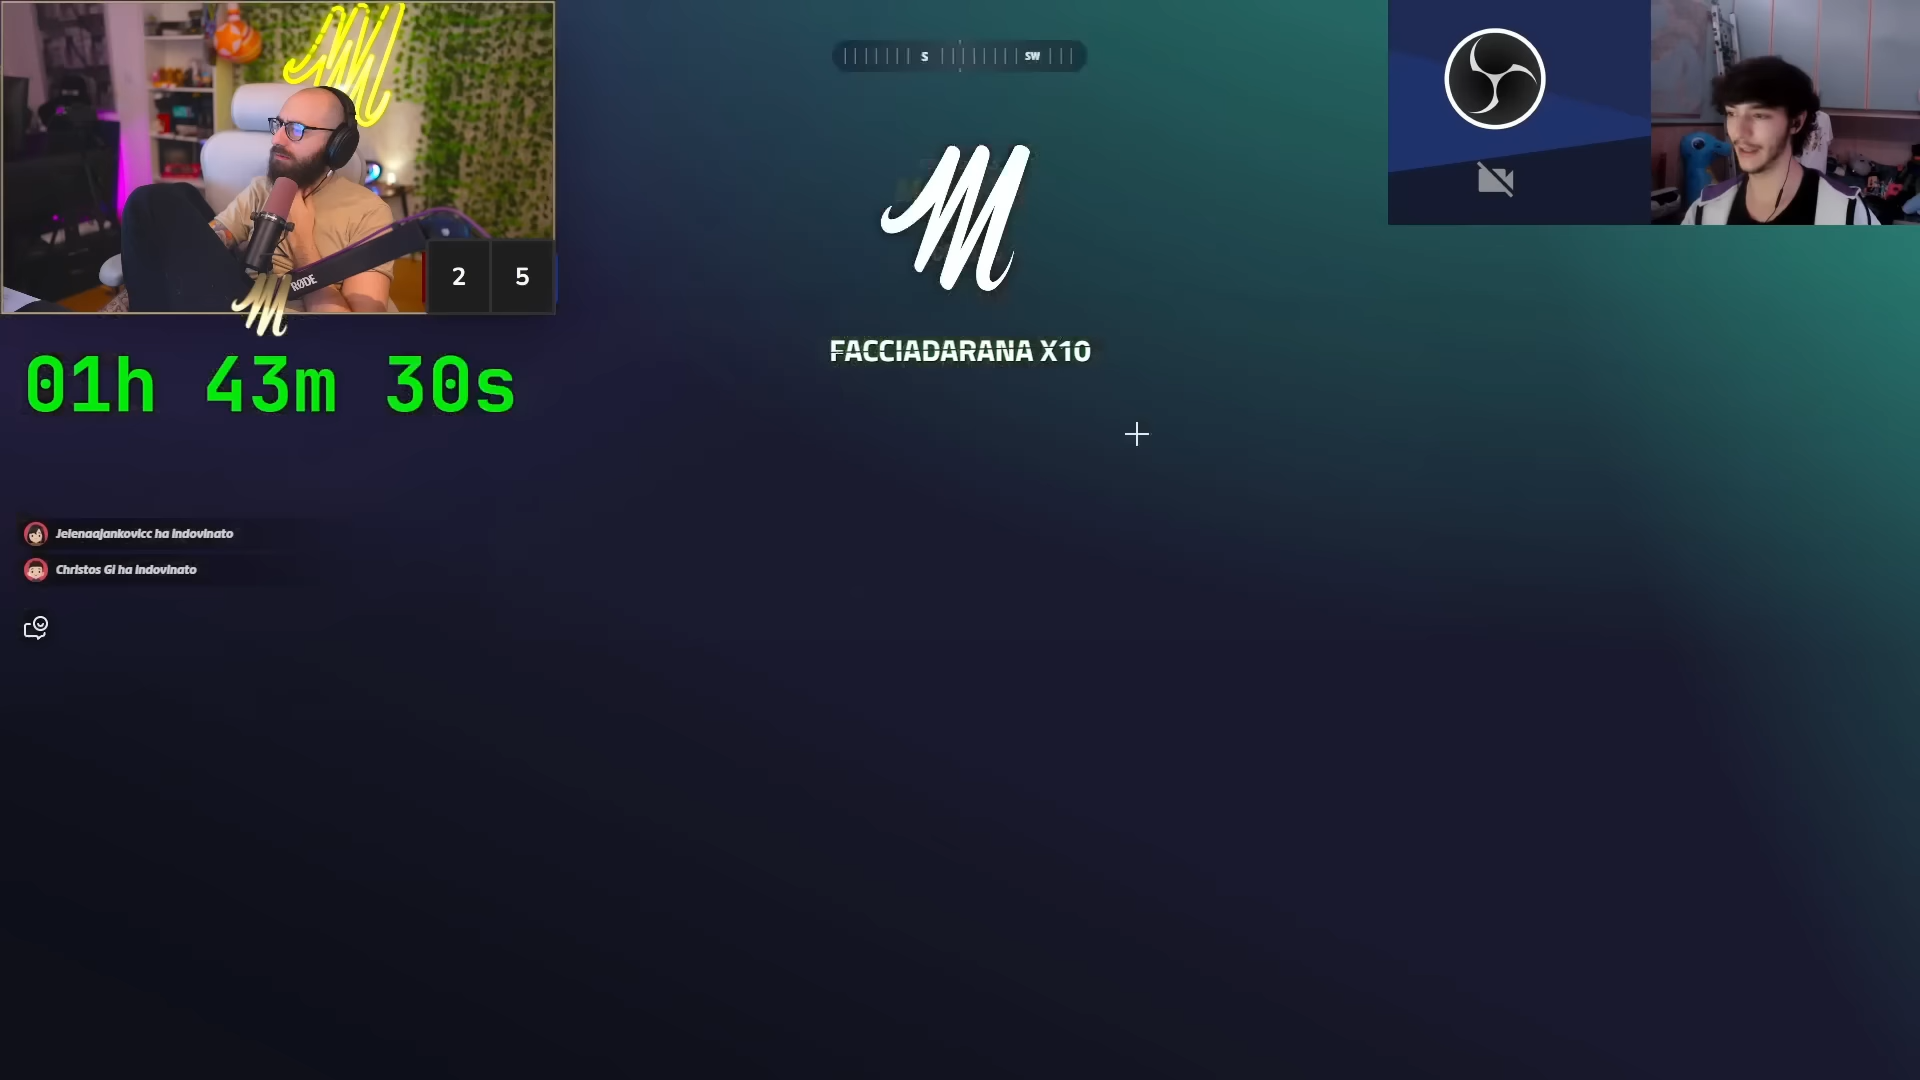 S SW
RØDE
2 5
FACCIADARANA X10
01h 43m 30s
Jelenaajankovicc ha indovinato
Christos Gi ha indovinato